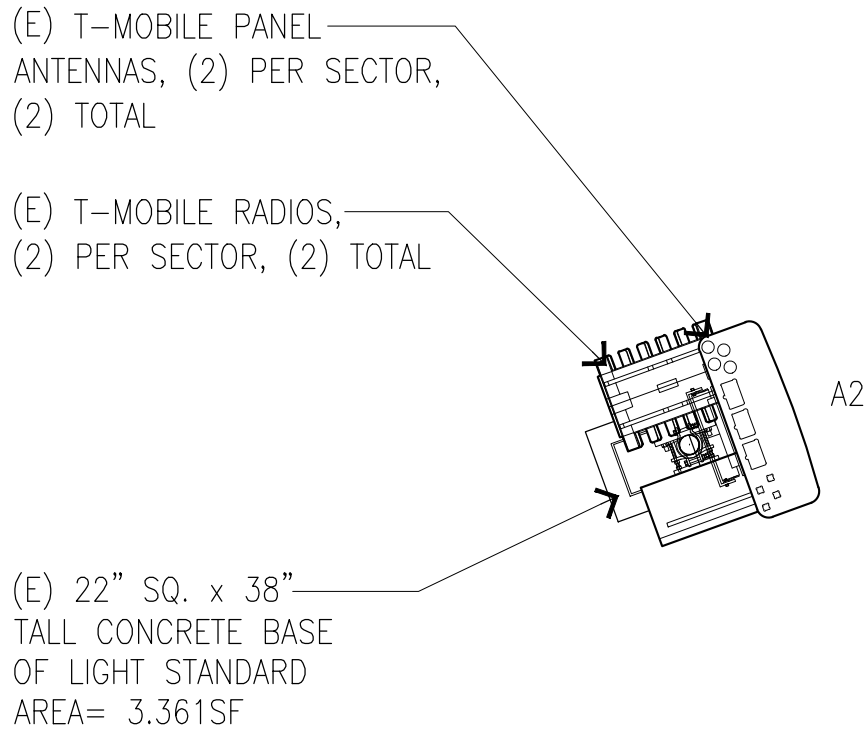 (E) T-MOBILE PANEL
ANTENNAS, (2) PER SECTOR,
(2) TOTAL
(E) T-MOBILE RADIOS,
(2) PER SECTOR, (2) TOTAL
A2
(E) 22" SQ. x 38"
TALL CONCRETE BASE
OF LIGHT STANDARD
AREA= 3.361SF